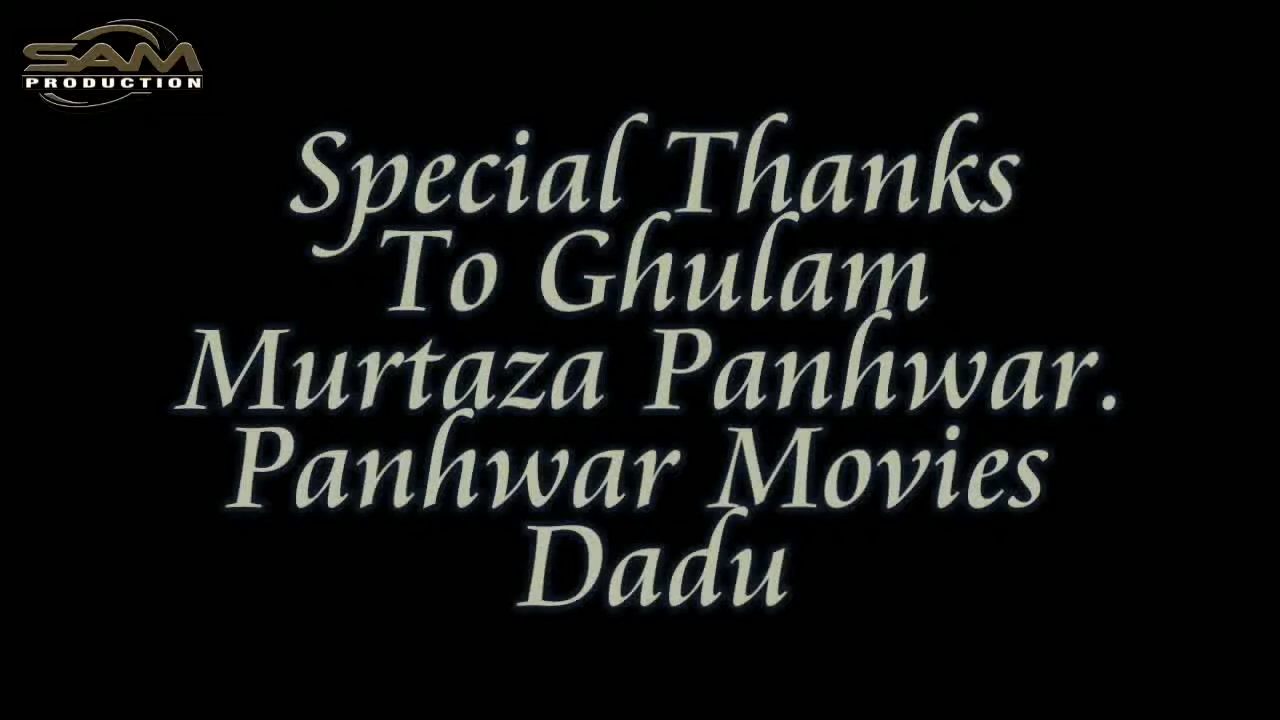 SAM
PRODUCTION
Special Thanks
To Ghulam
Murtaza Panhwar.
Panhwar Movies
Dadu